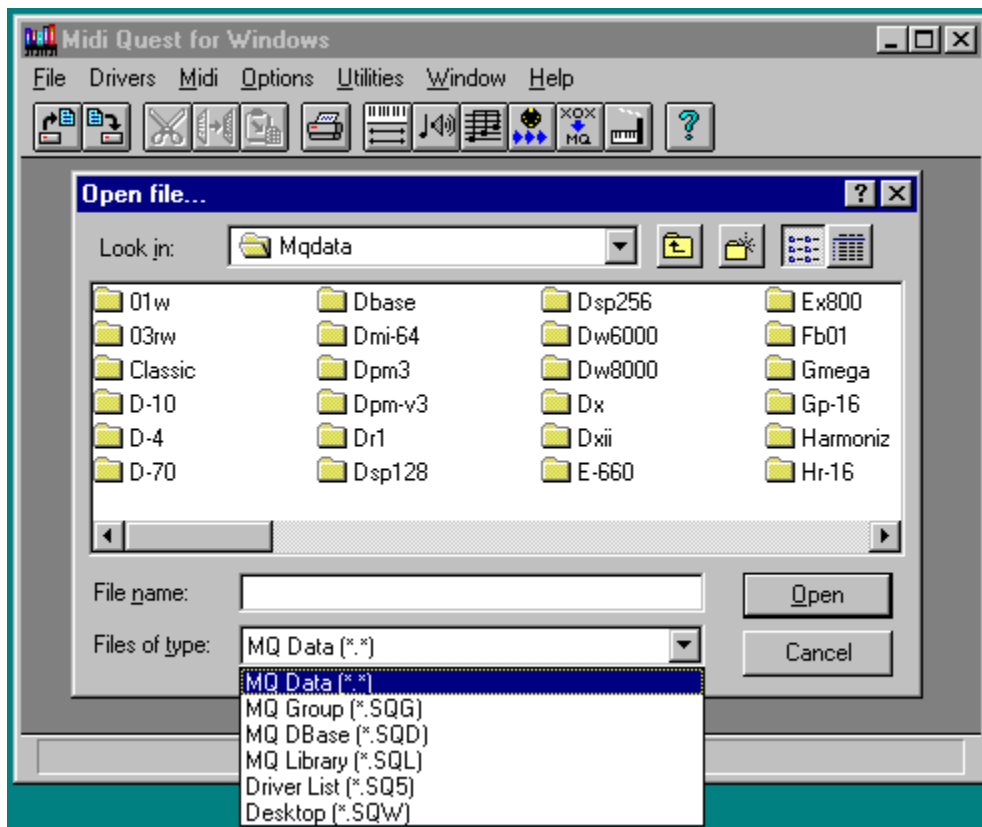 Midi Quest for Windows
File Drivers Midi Options Utilities Window Help
XOX
MQ
?
Open file...
Look in: Mqdata
01w Dbase Dsp256 Ex800
03rw Dmi-64 Dw6000 Fb01
Classic Dpm3 Dw8000 Gmega
D-10 Dpm-v3 Dx Gp-16
D-4 Dr1 Dxii Harmoniz
D-70 Dsp128 E-660 Hr-16
File name: Open
Files of type: MQ Data (*.*) Cancel
MQ Data (*.*)
MQ Group (*.SQG)
MQ DBase (*.SQD)
MQ Library (*.SQL)
Driver List (*.SQ5)
Desktop (*.SQW)